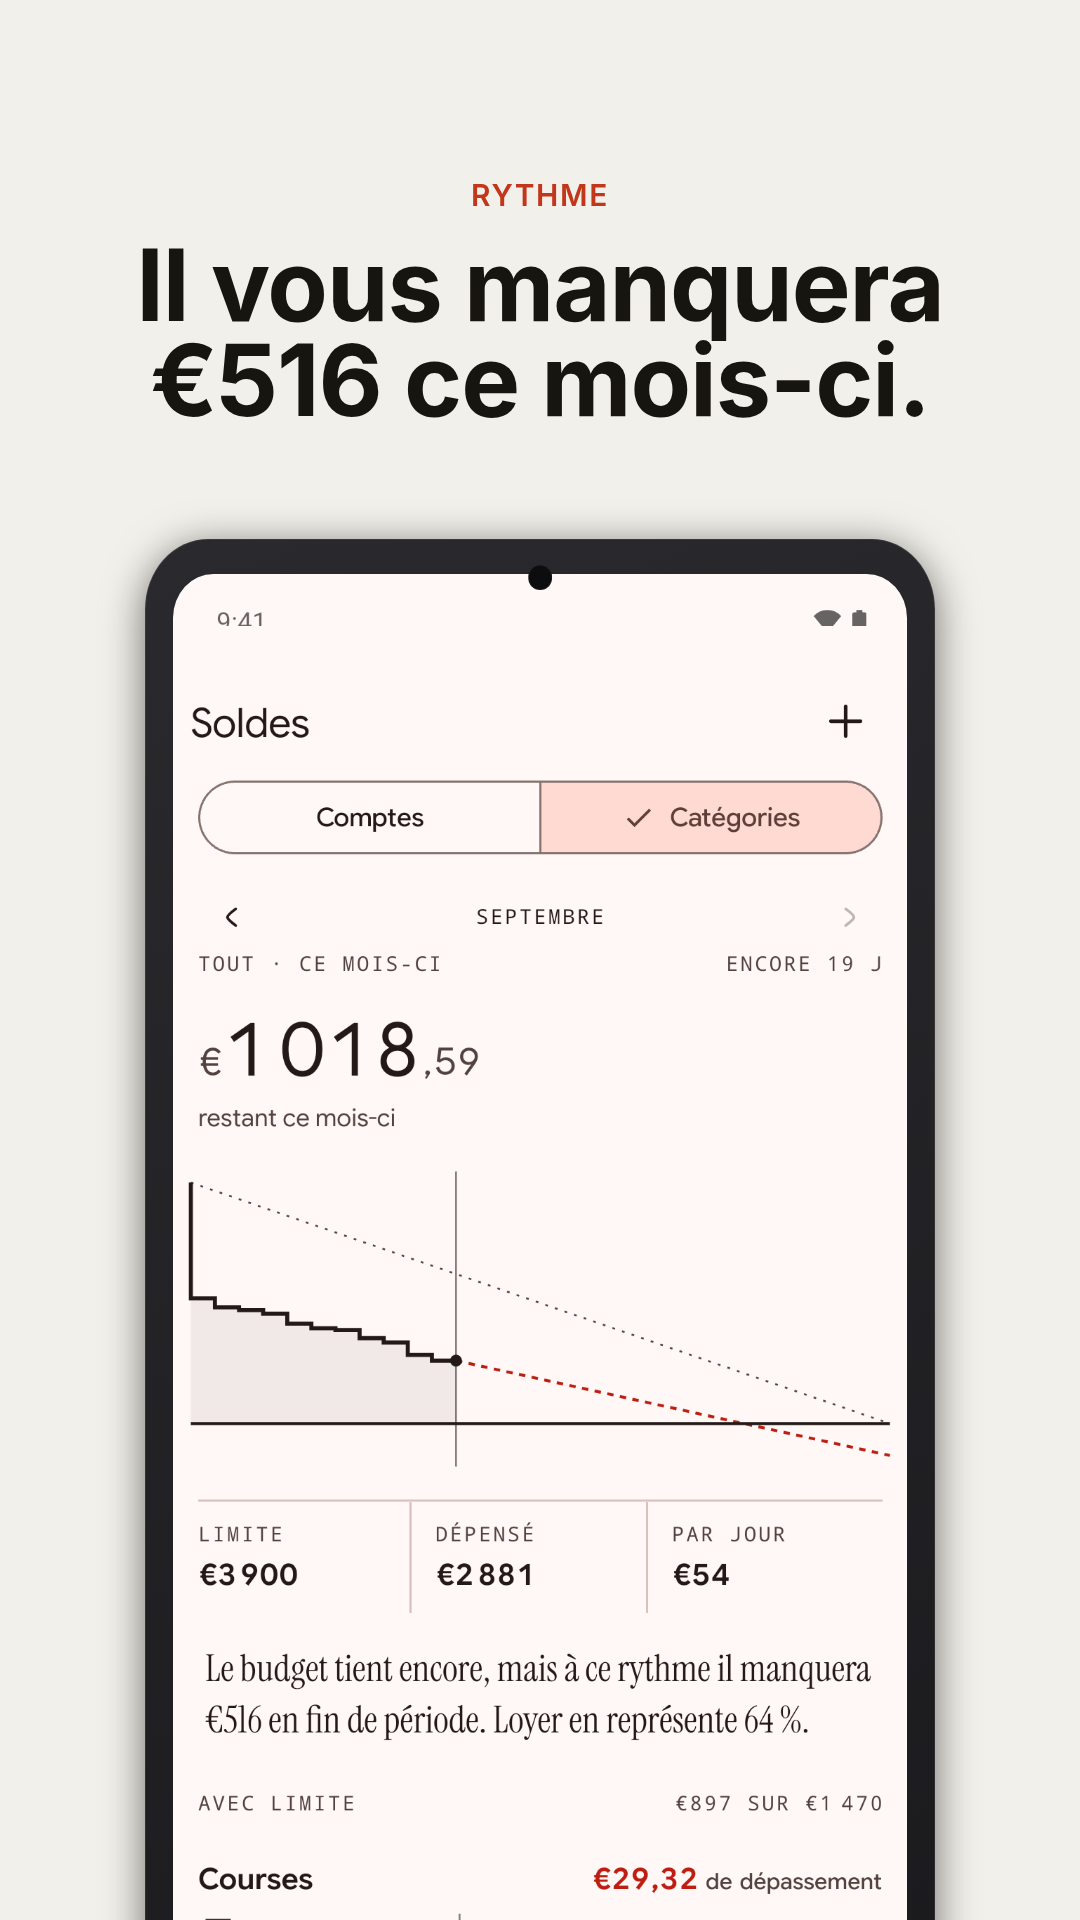 RYTHME
Il vous manquera
€516 ce mois-ci.
9:41
Soldes
Comptes
Catégories
SEPTEMBRE
TOUT · CE MOIS-CI
ENCORE 19 J
€1 018,59
restant ce mois-ci
LIMITE
DÉPENSÉ
PAR JOUR
€3 900
€2 881
€54
Le budget tient encore, mais à ce rythme il manquera
€516 en fin de période. Loyer en représente 64 %.
AVEC LIMITE
€897 SUR €1 470
Courses
€29,32 de dépassement